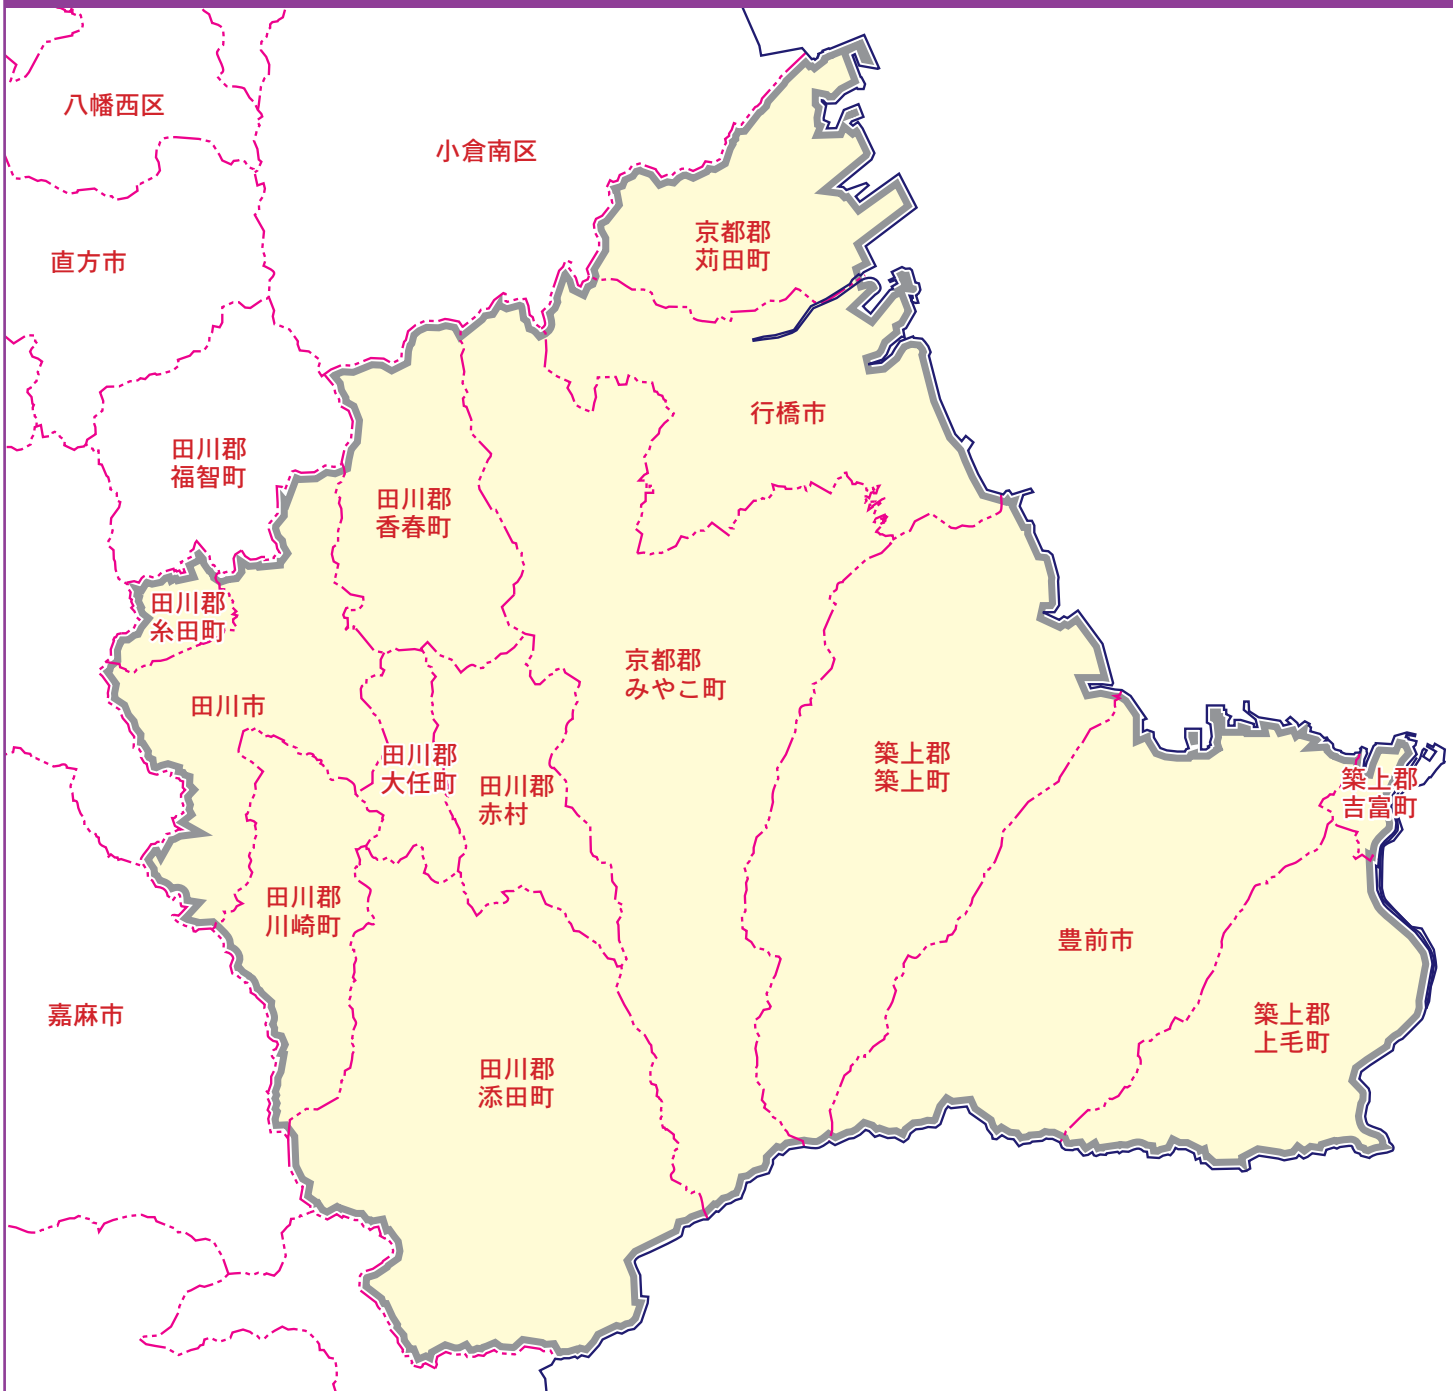 八幡西区
小倉南区
京都郡
苅田町
直方市
行橋市
田川郡
福智町
田川郡
香春町
田川郡
糸田町
京都郡
みやこ町
田川市
田川郡
大任町
田川郡
赤村
築上郡
築上町
築上郡
吉富町
田川郡
川崎町
豊前市
嘉麻市
築上郡
上毛町
田川郡
添田町